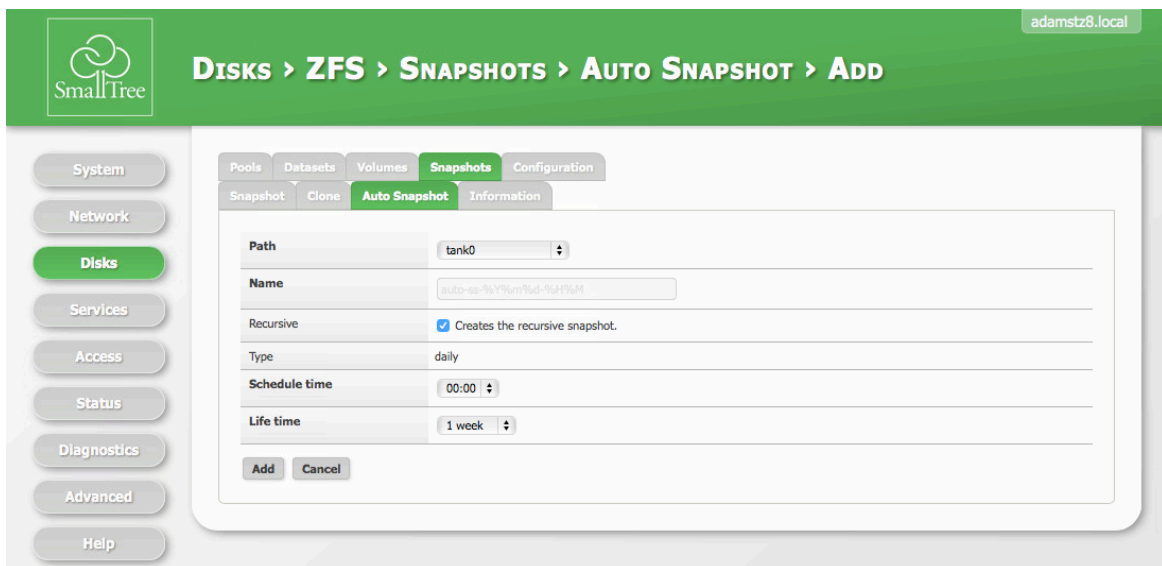 adamstz8.local
SmallTree
Disks > ZFS > Snapshots > Auto Snapshot > Add
System
Network
Disks
Services
Access
Status
Diagnostics
Advanced
Help
Pools Datasets Volumes Snapshots Configuration
Snapshot Clone Auto Snapshot Information
Path tank0
Name auto-ss-%Y%m%d-%H%M
Recursive Creates the recursive snapshot.
Type daily
Schedule time 00:00
Life time 1 week
Add Cancel